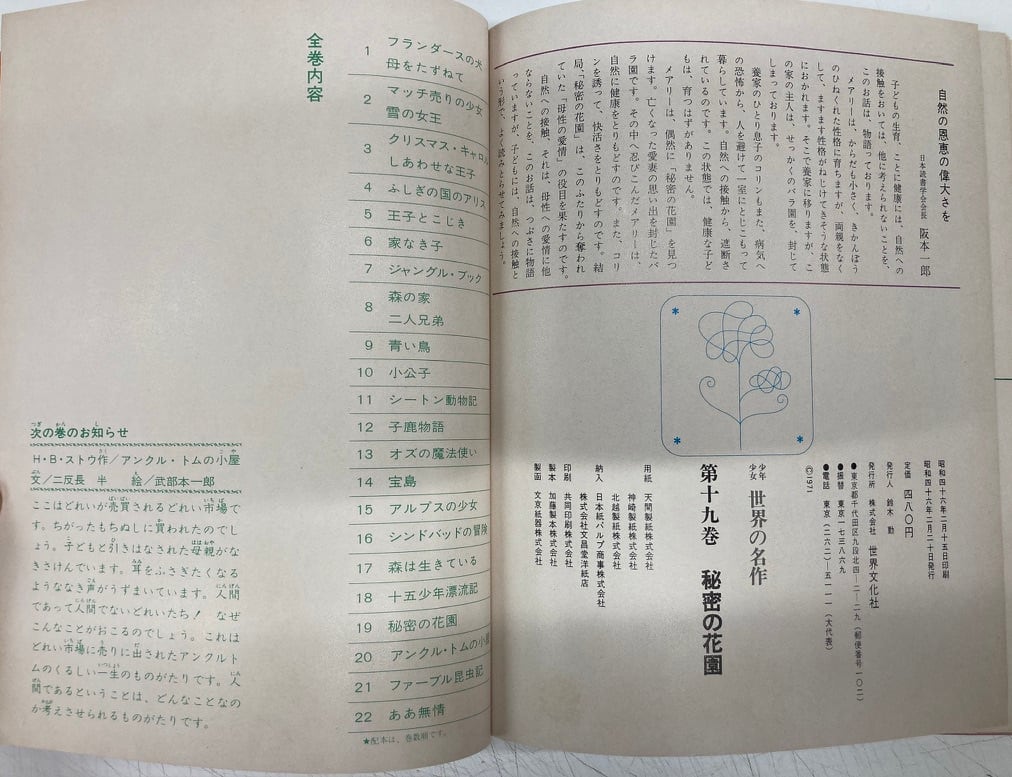 自然の恩恵の偉大さを
日本読書学会会長 阪本一郎
子どもの生育、ことに健康には、自然への
接触をおいては、他に考えられないことを、
このお話は、物語っております。
メアリーは、からだも小さく、きかんぼう
のひねくれた性格に育ちますが、両親をなく
して、ますます性格がねじけてきそうな状態
におかれます。そこで養家に移りますが、こ
の家の主人は、せっかくのバラ園を、封じて
しまっております。
養家のひとり息子のコリンもまた、病気へ
の恐怖から、人を避けて一室にとじこもって
暮らしています。自然への接触から、遮断さ
れているのです。この状態では、健康な子ど
もは、育つはずがありません。
メアリーは、偶然に「秘密の花園」を見つ
けます。亡くなった愛妻の思い出を封じたバ
ラ園です。その中へ忍びこんだメアリーは、
自然に健康をとりもどすのです。また、コリ
ンを誘って、快活さをとりもどすのです。結
局「秘密の花園」は、このふたりから奪われ
ていた「母性の愛情」の役目を果たすのです。
自然への接触、それは、母性への愛情に他
ならないことを、このお話は、つぶさに物語
っていますが、子どもには、自然への接触と
いう形で、よく読みとらせてみましょう。
昭和四十六年二月十五日印刷
昭和四十六年二月二十日発行
定価 四八〇円
発行人 鈴木 勤
発行所 株式会社 世界文化社
●東京都千代田区九段北四—二—二九(郵便番号一〇二)
●振替 東京一七三八六九
●電話 東京(二六二)五一一一(大代表)
©1971
少年少女 世界の名作
第十九巻 秘密の花園
用紙 天間製紙株式会社
神崎製紙株式会社
北越製紙株式会社
納入 日本紙パルプ商事株式会社
株式会社文昌堂洋紙店
印刷 共同印刷株式会社
製本 加藤製本株式会社
製函 文京紙器株式会社
全巻内容
1 フランダースの犬
母をたずねて
2 マッチ売りの少女
雪の女王
3 クリスマス・キャロル
しあわせな王子
4 ふしぎの国のアリス
5 王子とこじき
6 家なき子
7 ジャングル・ブック
8 森の家
二人兄弟
9 青い鳥
10 小公子
11 シートン動物記
12 子鹿物語
13 オズの魔法使い
14 宝島
15 アルプスの少女
16 シンドバッドの冒険
17 森は生きている
18 十五少年漂流記
19 秘密の花園
20 アンクル・トムの小屋
21 ファーブル昆虫記
22 ああ無情
★配本は、巻数順です。
次の巻のお知らせ
H・B・ストウ作/アンクル・トムの小屋
文/二反長 半 絵/武部本一郎
ここはどれいが売買されるどれい市場で
す。ちがったもちぬしに買われたのでし
ょう。子どもと引きはなされた母親がな
きさけんでいます。耳をふさぎたくなる
ようななき声がうずまいています。人間
であって人間でないどれいたち! なぜ
こんなことがおこるのでしょう。これは
どれい市場に売りに出されたアンクルト
ムのくるしい一生のものがたりです。人
間であるということは、どんなことなの
か考えさせられるものがたりです。